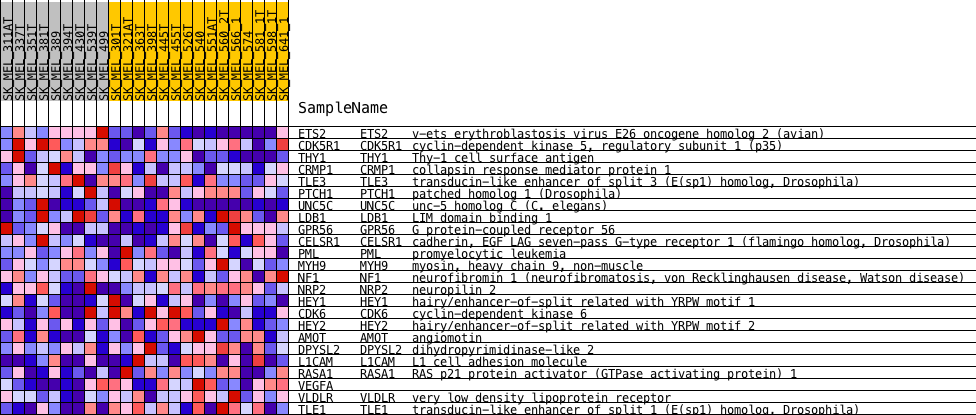 SK_MEL_311AT
SK_MEL_337T
SK_MEL_351T
SK_MEL_381T
SK_MEL_389
SK_MEL_394T
SK_MEL_430T
SK_MEL_539T
SK_MEL_499
SK_MEL_301T
SK_MEL_321AT
SK_MEL_363T
SK_MEL_398T
SK_MEL_445T
SK_MEL_455T
SK_MEL_526T
SK_MEL_540
SK_MEL_551AT
SK_MEL_560_2T
SK_MEL_566_1
SK_MEL_574
SK_MEL_581_1T
SK_MEL_598_1T
SK_MEL_641_1
SampleName
ETS2 ETS2 v-ets erythroblastosis virus E26 oncogene homolog 2 (avian)
CDK5R1 CDK5R1 cyclin-dependent kinase 5, regulatory subunit 1 (p35)
THY1 THY1 Thy-1 cell surface antigen
CRMP1 CRMP1 collapsin response mediator protein 1
TLE3 TLE3 transducin-like enhancer of split 3 (E(sp1) homolog, Drosophila)
PTCH1 PTCH1 patched homolog 1 (Drosophila)
UNC5C UNC5C unc-5 homolog C (C. elegans)
LDB1 LDB1 LIM domain binding 1
GPR56 GPR56 G protein-coupled receptor 56
CELSR1 CELSR1 cadherin, EGF LAG seven-pass G-type receptor 1 (flamingo homolog, Drosophila)
PML PML promyelocytic leukemia
MYH9 MYH9 myosin, heavy chain 9, non-muscle
NF1 NF1 neurofibromin 1 (neurofibromatosis, von Recklinghausen disease, Watson disease)
NRP2 NRP2 neuropilin 2
HEY1 HEY1 hairy/enhancer-of-split related with YRPW motif 1
CDK6 CDK6 cyclin-dependent kinase 6
HEY2 HEY2 hairy/enhancer-of-split related with YRPW motif 2
AMOT AMOT angiomotin
DPYSL2 DPYSL2 dihydropyrimidinase-like 2
L1CAM L1CAM L1 cell adhesion molecule
RASA1 RASA1 RAS p21 protein activator (GTPase activating protein) 1
VEGFA
VLDLR VLDLR very low density lipoprotein receptor
TLE1 TLE1 transducin-like enhancer of split 1 (E(sp1) homolog, Drosophila)